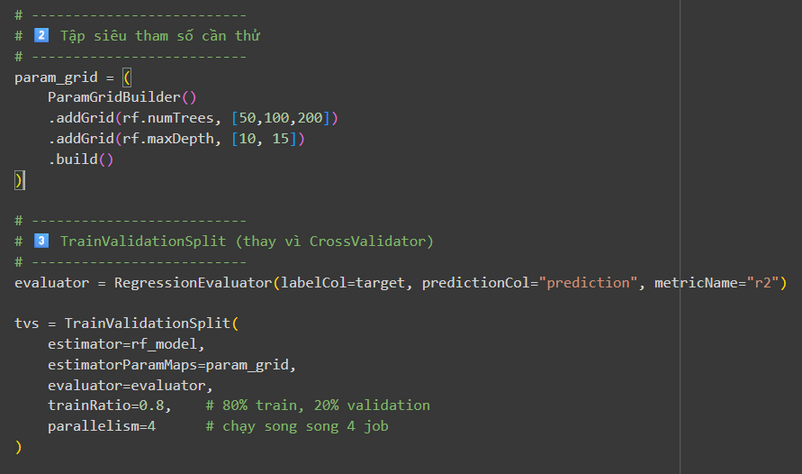 # --------------------------
# 2️⃣ Tập siêu tham số cần thử
# --------------------------
param_grid = (
    ParamGridBuilder()
    .addGrid(rf.numTrees, [50,100,200])
    .addGrid(rf.maxDepth, [10, 15])
    .build()
)
# --------------------------
# 3️⃣ TrainValidationSplit (thay vì CrossValidator)
# --------------------------
evaluator = RegressionEvaluator(labelCol=target, predictionCol="prediction", metricName="r2")
tvs = TrainValidationSplit(
    estimator=rf_model,
    estimatorParamMaps=param_grid,
    evaluator=evaluator,
    trainRatio=0.8,    # 80% train, 20% validation
    parallelism=4      # chạy song song 4 job
)